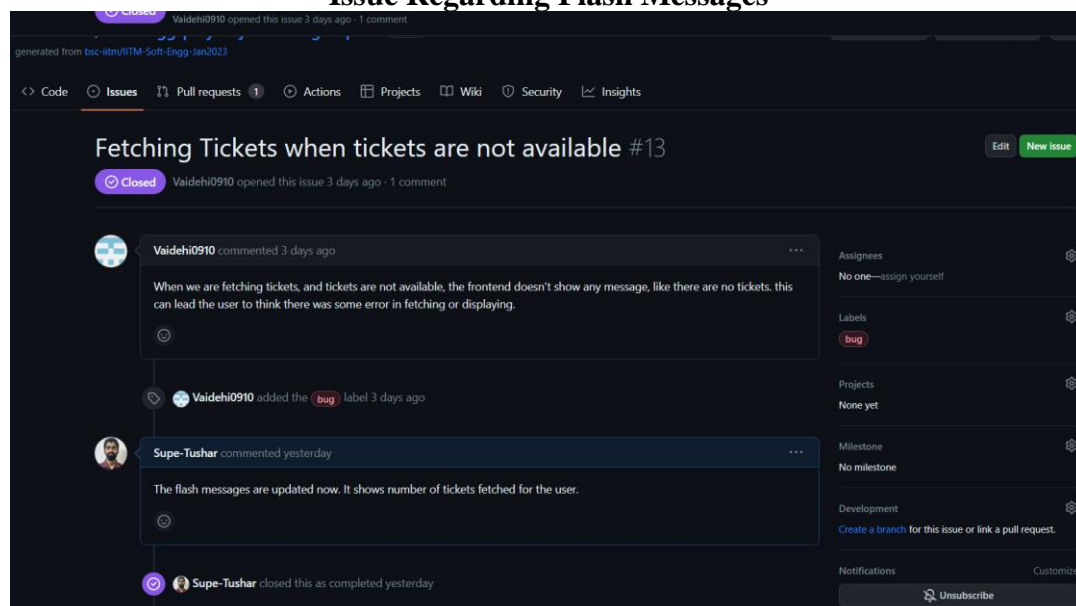 Issue Regarding Flash Messages
Closed Vaidehi0910 opened this issue 3 days ago · 1 comment
generated from bsc-iitm/IITM-Soft-Engg-Jan2023
Code Issues Pull requests 1 Actions Projects Wiki Security Insights
Fetching Tickets when tickets are not available #13
Edit New issue
Closed Vaidehi0910 opened this issue 3 days ago · 1 comment
Vaidehi0910 commented 3 days ago
When we are fetching tickets, and tickets are not available, the frontend doesn't show any message, like there are no tickets. this
can lead the user to think there was some error in fetching or displaying.
Vaidehi0910 added the bug label 3 days ago
Supe-Tushar commented yesterday
The flash messages are updated now. It shows number of tickets fetched for the user.
Supe-Tushar closed this as completed yesterday
Assignees
No one—assign yourself
Labels
bug
Projects
None yet
Milestone
No milestone
Development
Create a branch for this issue or link a pull request.
Notifications Customize
Unsubscribe